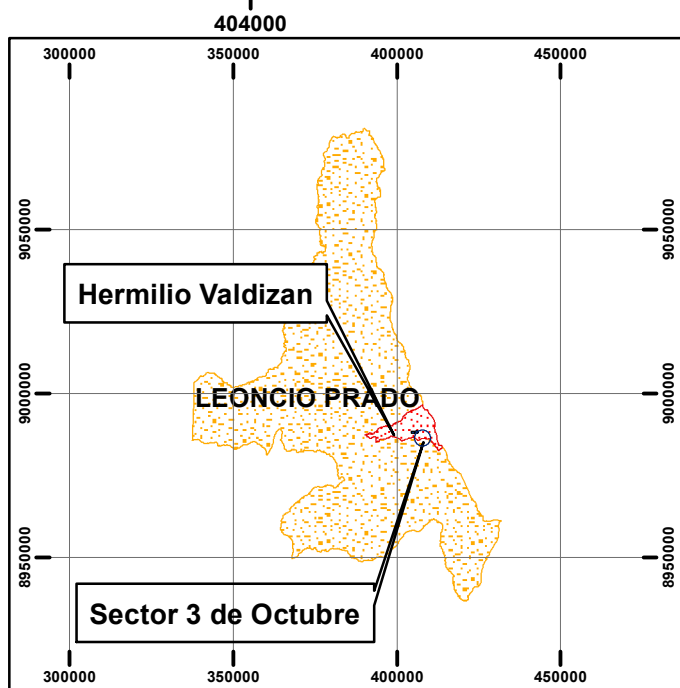 404000
300000 350000 400000 450000
9050000 9050000
Hermilio Valdizan
9000000 9000000
LEONCIO PRADO
8950000 8950000
Sector 3 de Octubre
300000 350000 400000 450000